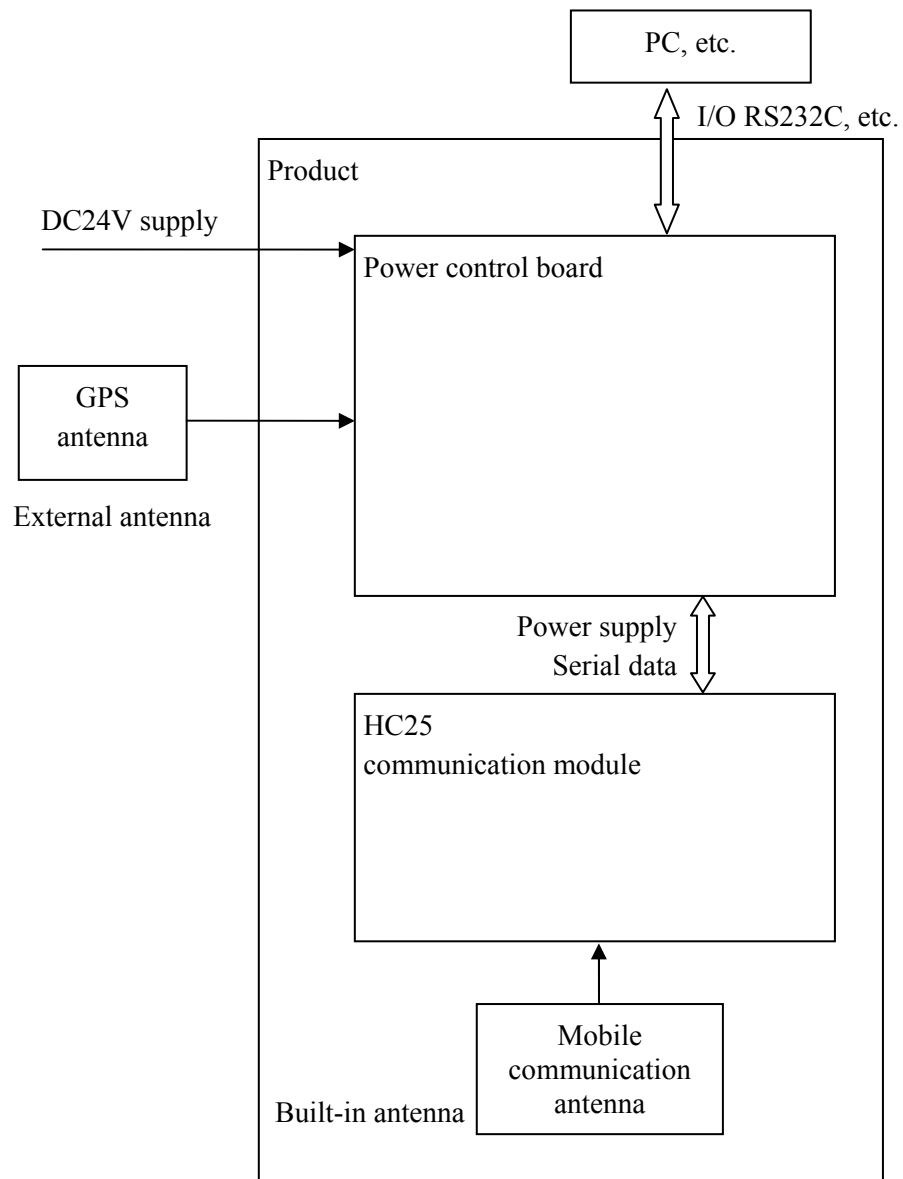 PC, etc.
I/O RS232C, etc.
Product
DC24V supply
Power control board
GPS
antenna
External antenna
Power supply
Serial data
HC25
communication module
Mobile
communication
antenna
Built-in antenna